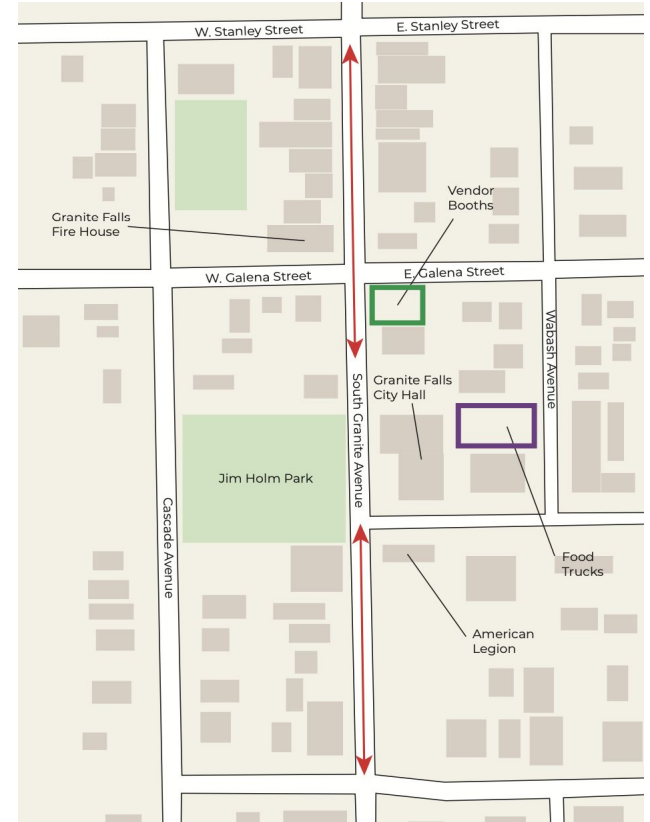 W. Stanley Street
E. Stanley Street
Vendor
Booths
Granite Falls
Fire House
W. Galena Street
E. Galena Street
Wabash Avenue
Granite Falls
City Hall
South Granite Avenue
Jim Holm Park
Cascade Avenue
Food
Trucks
American
Legion